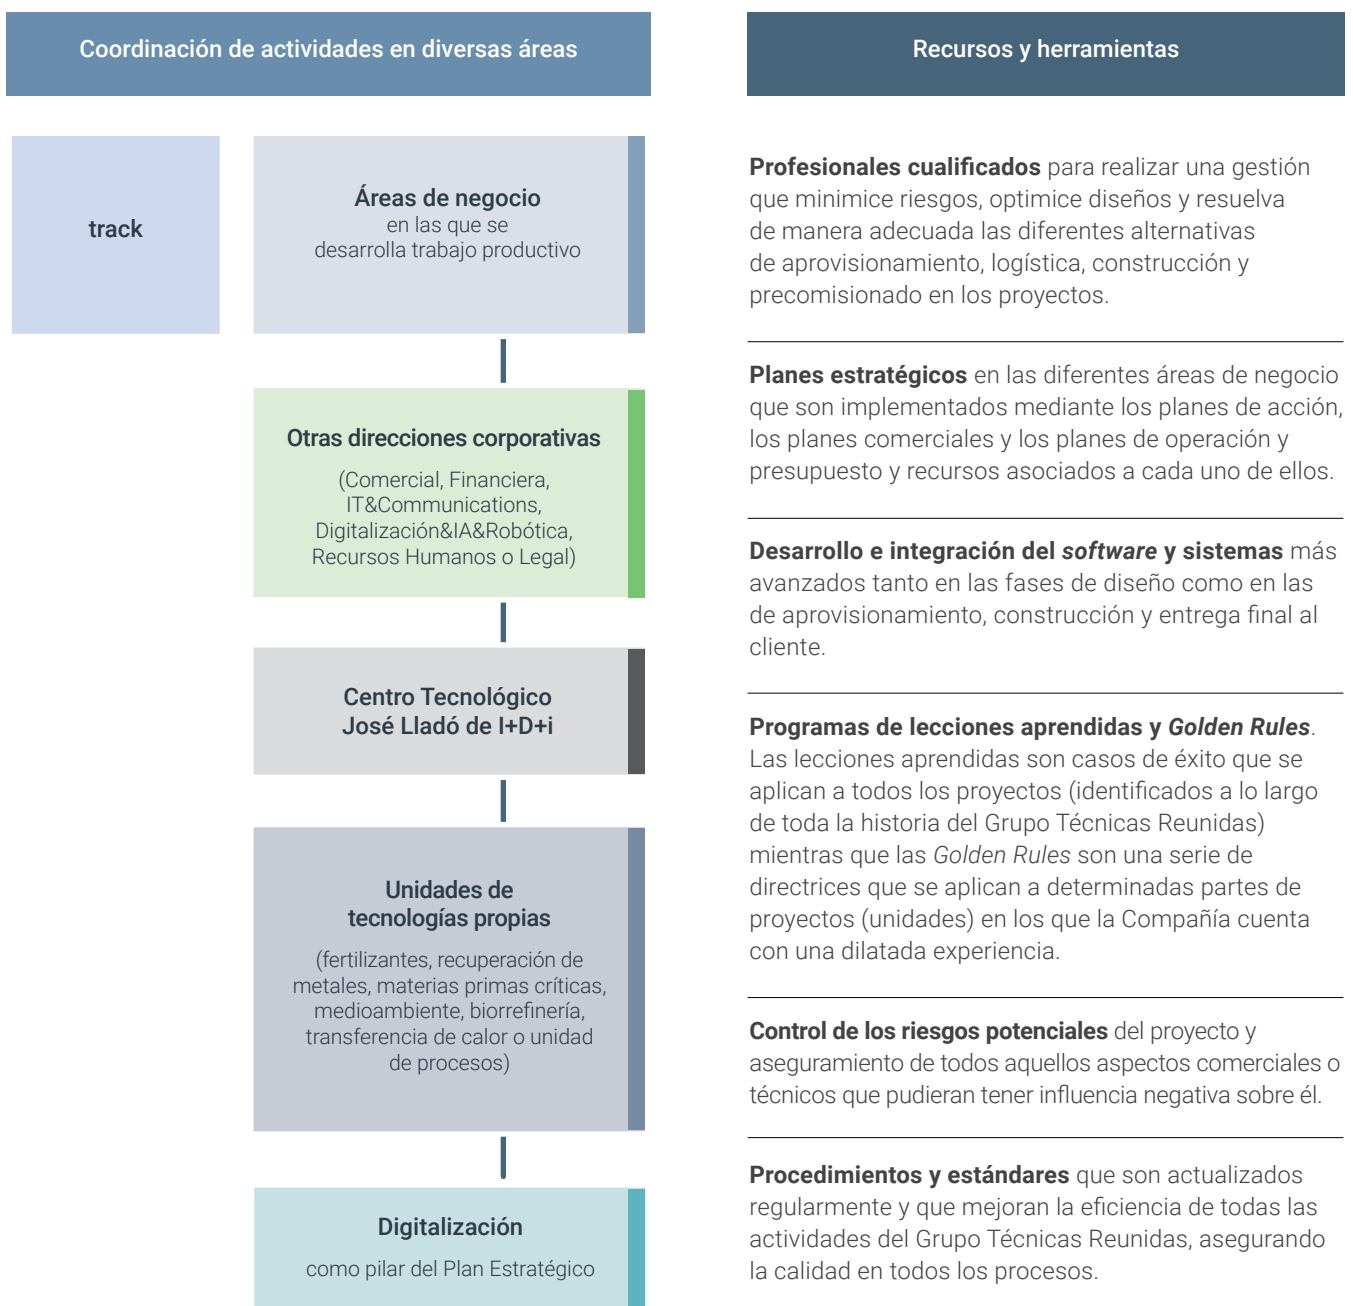 Coordinación de actividades en diversas áreas
track
Áreas de negocio
en las que se
desarrolla trabajo productivo
Otras direcciones corporativas
(Comercial, Financiera,
IT&Communications,
Digitalización&IA&Robótica,
Recursos Humanos o Legal)
Centro Tecnológico
José Lladó de I+D+i
Unidades de
tecnologías propias
(fertilizantes, recuperación de
metales, materias primas críticas,
medioambiente, biorrefinería,
transferencia de calor o unidad
de procesos)
Digitalización
como pilar del Plan Estratégico
Recursos y herramientas
Profesionales cualificados para realizar una gestión
que minimice riesgos, optimice diseños y resuelva
de manera adecuada las diferentes alternativas
de aprovisionamiento, logística, construcción y
precomisionado en los proyectos.
Planes estratégicos en las diferentes áreas de negocio
que son implementados mediante los planes de acción,
los planes comerciales y los planes de operación y
presupuesto y recursos asociados a cada uno de ellos.
Desarrollo e integración del software y sistemas más
avanzados tanto en las fases de diseño como en las
de aprovisionamiento, construcción y entrega final al
cliente.
Programas de lecciones aprendidas y Golden Rules.
Las lecciones aprendidas son casos de éxito que se
aplican a todos los proyectos (identificados a lo largo
de toda la historia del Grupo Técnicas Reunidas)
mientras que las Golden Rules son una serie de
directrices que se aplican a determinadas partes de
proyectos (unidades) en los que la Compañía cuenta
con una dilatada experiencia.
Control de los riesgos potenciales del proyecto y
aseguramiento de todos aquellos aspectos comerciales o
técnicos que pudieran tener influencia negativa sobre él.
Procedimientos y estándares que son actualizados
regularmente y que mejoran la eficiencia de todas las
actividades del Grupo Técnicas Reunidas, asegurando
la calidad en todos los procesos.